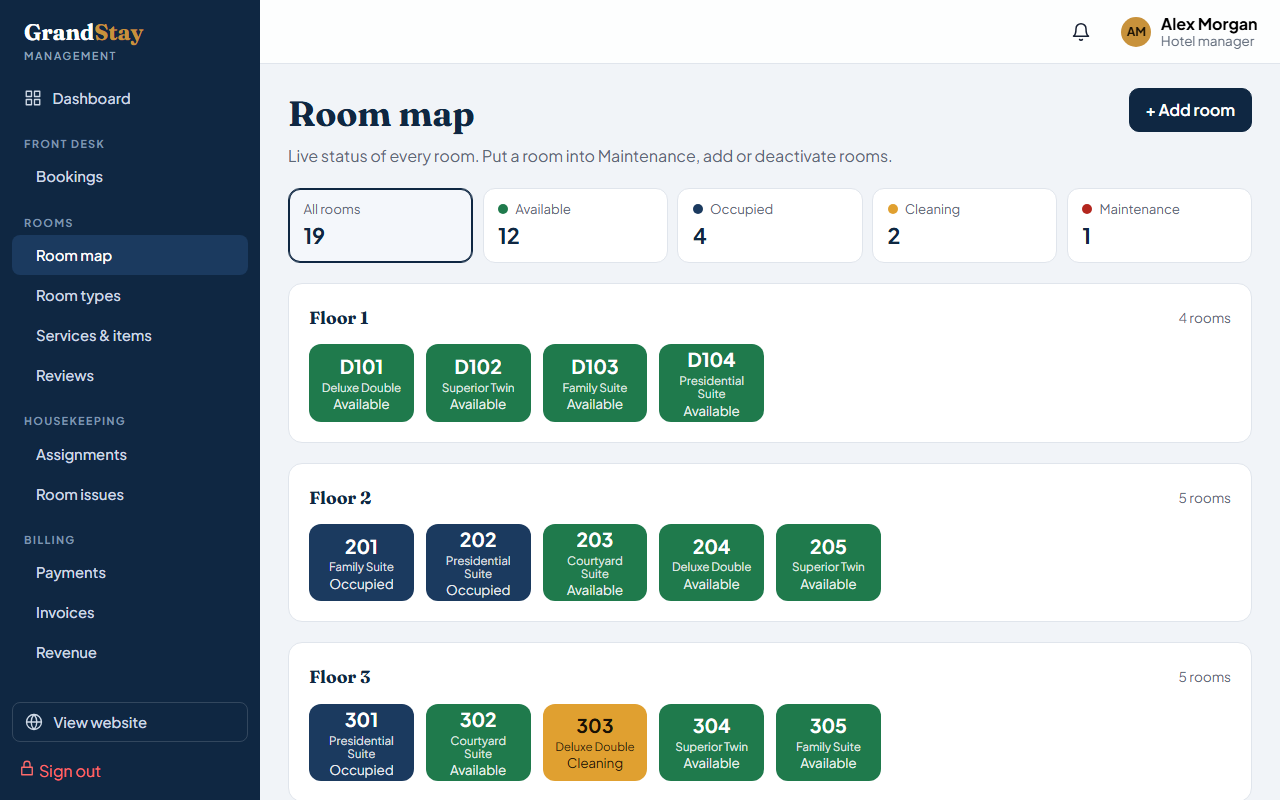 GrandStay
MANAGEMENT
Dashboard
FRONT DESK
Bookings
ROOMS
Room map
Room types
Services & items
Reviews
HOUSEKEEPING
Assignments
Room issues
BILLING
Payments
Invoices
Revenue
View website
Sign out
AM
Alex Morgan
Hotel manager
Room map
+ Add room
Live status of every room. Put a room into Maintenance, add or deactivate rooms.
All rooms
19
Available
12
Occupied
4
Cleaning
2
Maintenance
1
Floor 1
4 rooms
D101
Deluxe Double
Available
D102
Superior Twin
Available
D103
Family Suite
Available
D104
Presidential
Suite
Available
Floor 2
5 rooms
201
Family Suite
Occupied
202
Presidential
Suite
Occupied
203
Courtyard
Suite
Available
204
Deluxe Double
Available
205
Superior Twin
Available
Floor 3
5 rooms
301
Presidential
Suite
Occupied
302
Courtyard
Suite
Available
303
Deluxe Double
Cleaning
304
Superior Twin
Available
305
Family Suite
Available